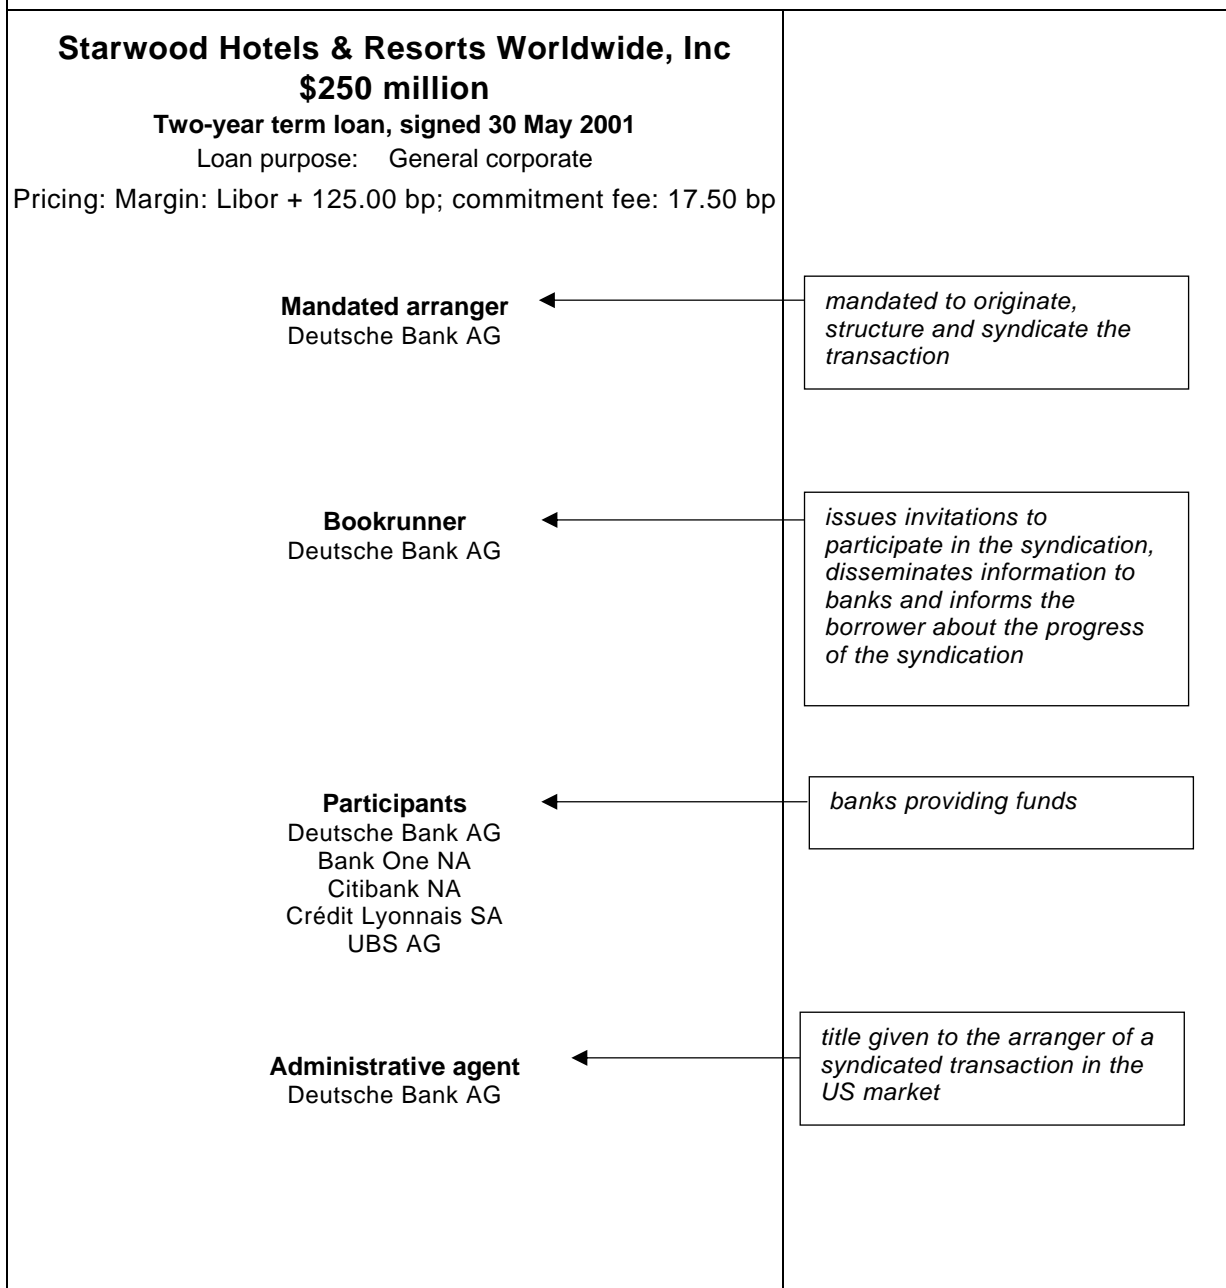 Starwood Hotels & Resorts Worldwide, Inc
$250 million
Two-year term loan, signed 30 May 2001
Loan purpose: General corporate
Pricing: Margin: Libor + 125.00 bp; commitment fee: 17.50 bp
Mandated arranger
Deutsche Bank AG
mandated to originate,
structure and syndicate the
transaction
Bookrunner
Deutsche Bank AG
issues invitations to
participate in the syndication,
disseminates information to
banks and informs the
borrower about the progress
of the syndication
Participants
Deutsche Bank AG
Bank One NA
Citibank NA
Crédit Lyonnais SA
UBS AG
banks providing funds
Administrative agent
Deutsche Bank AG
title given to the arranger of a
syndicated transaction in the
US market